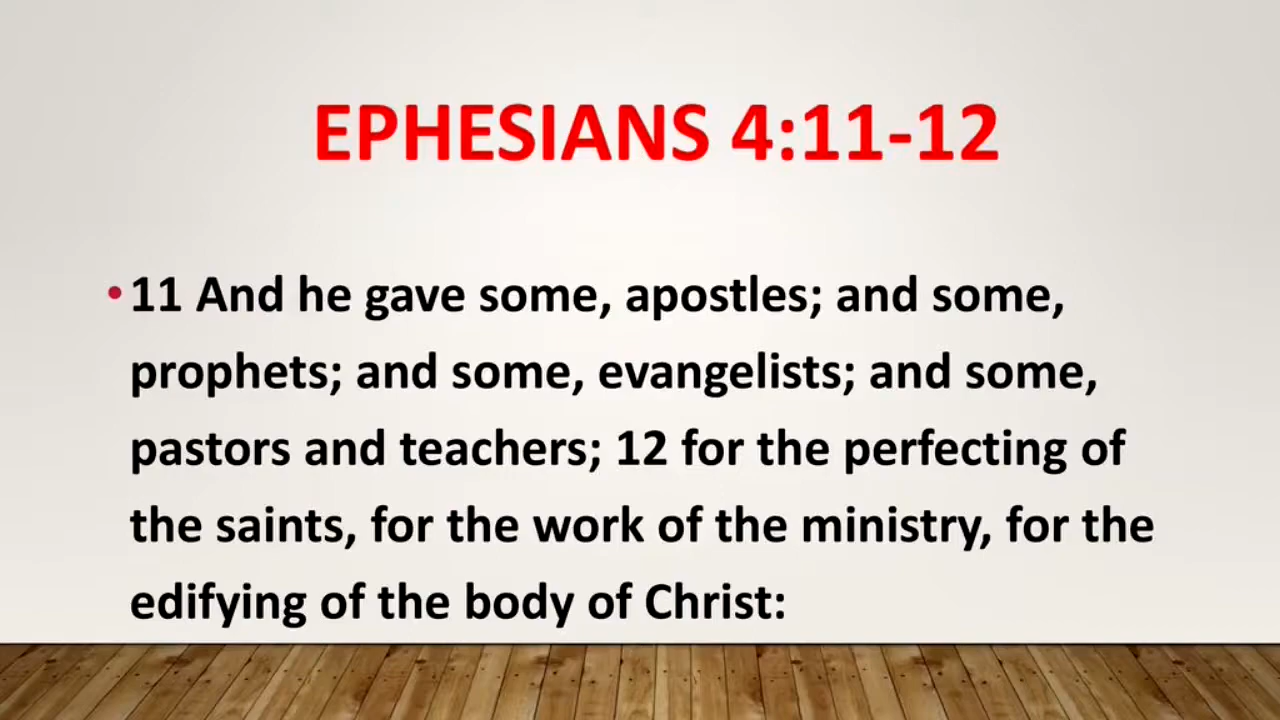 EPHESIANS 4:11-12
• 11 And he gave some, apostles; and some,
prophets; and some, evangelists; and some,
pastors and teachers; 12 for the perfecting of
the saints, for the work of the ministry, for the
edifying of the body of Christ: